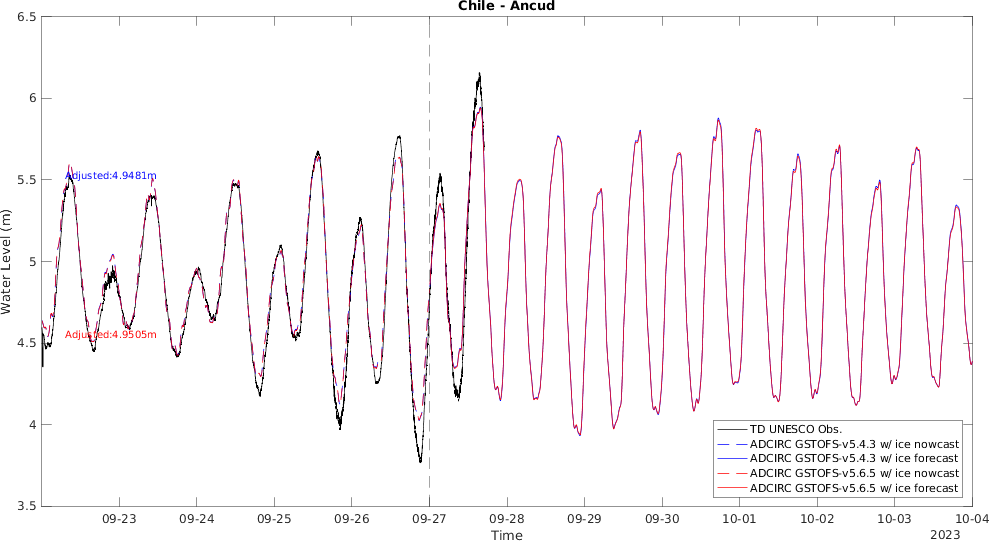 Chile - Ancud
6.5
6
5.5
5
4.5
4
3.5
Water Level (m)
Adjusted:4.9481m
Adjusted:4.9505m
TD UNESCO Obs.
ADCIRC GSTOFS-v5.4.3 w/ ice nowcast
ADCIRC GSTOFS-v5.4.3 w/ ice forecast
ADCIRC GSTOFS-v5.6.5 w/ ice nowcast
ADCIRC GSTOFS-v5.6.5 w/ ice forecast
09-23 09-24 09-25 09-26 09-27 09-28 09-29 09-30 10-01 10-02 10-03 10-04
Time
2023